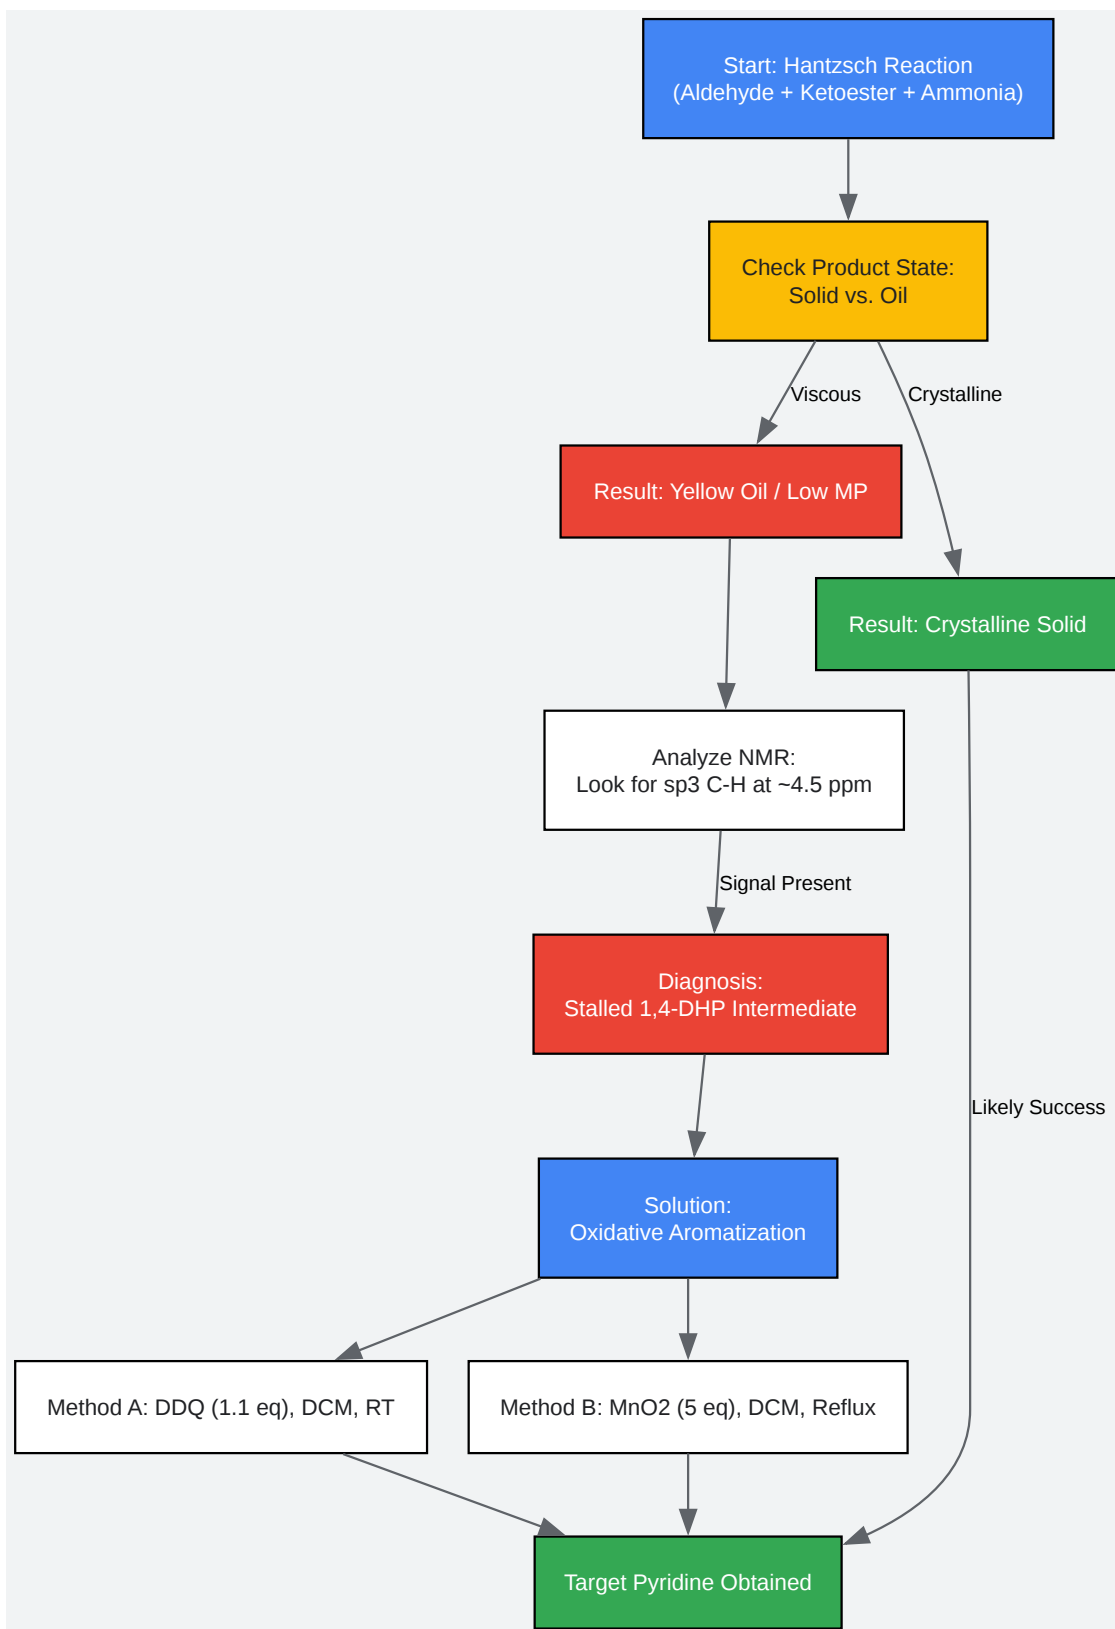 Start: Hantzsch Reaction
(Aldehyde + Ketoester + Ammonia)
Check Product State:
Solid vs. Oil
Viscous
Crystalline
Result: Yellow Oil / Low MP
Result: Crystalline Solid
Analyze NMR:
Look for sp3 C-H at ~4.5 ppm
Signal Present
Diagnosis:
Stalled 1,4-DHP Intermediate
Likely Success
Solution:
Oxidative Aromatization
Method A: DDQ (1.1 eq), DCM, RT
Method B: MnO2 (5 eq), DCM, Reflux
Target Pyridine Obtained